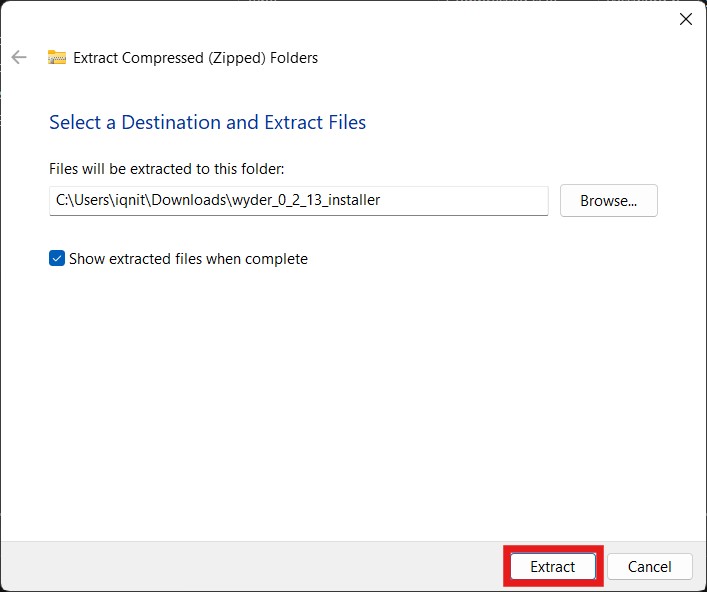 Extract Compressed (Zipped) Folders
Select a Destination and Extract Files
Files will be extracted to this folder:
C:\Users\iqnit\Downloads\wyder_0_2_13_installer
Browse...
Show extracted files when complete
Extract
Cancel